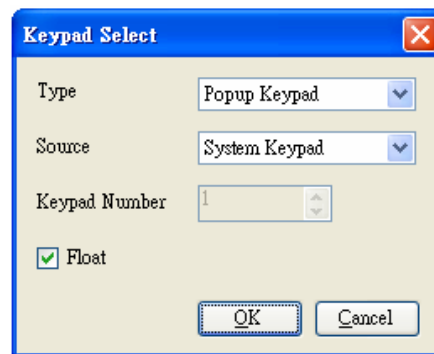 Keypad Select
Type Popup Keypad
Source System Keypad
Keypad Number 1
Float
OK Cancel